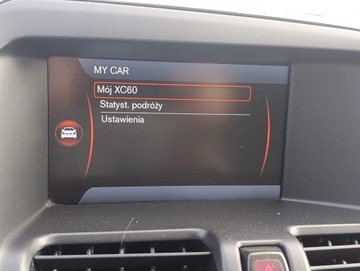 MY CAR
Mój XC60
Statyst. podróży
Ustawienia